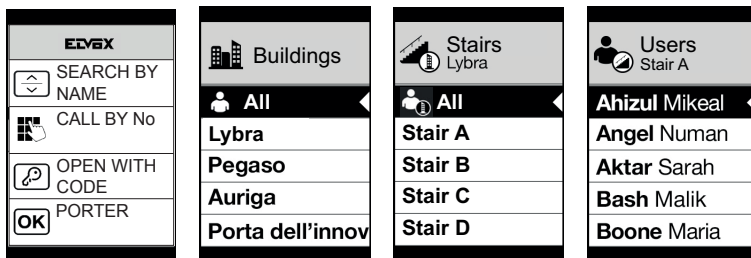 ELVOX
SEARCH BY
NAME
CALL BY No
OPEN WITH
CODE
OK PORTER
Buildings
All
Lybra
Pegaso
Auriga
Porta dell'innov
Stairs
Lybra
All
Stair A
Stair B
Stair C
Stair D
Users
Stair A
Ahizul Mikeal
Angel Numan
Aktar Sarah
Bash Malik
Boone Maria